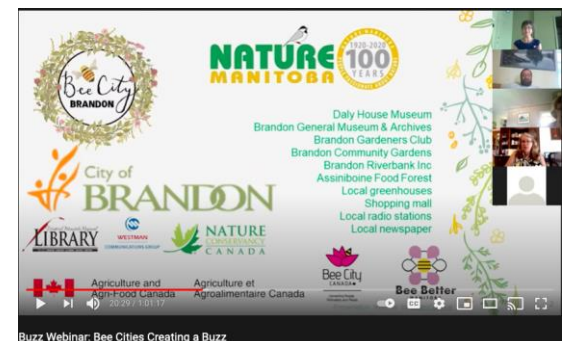 Bee City
BRANDON
NATURE
MANITOBA
1920-2020
100
YEARS
Daly House Museum
Brandon General Museum & Archives
Brandon Gardeners Club
Brandon Community Gardens
Brandon Riverbank Inc
Assiniboine Food Forest
Local greenhouses
Shopping mall
Local radio stations
Local newspaper
City of
BRANDON
LIBRARY
WESTMAN
COMMUNICATIONS GROUP
NATURE
CONSERVANCY
CANADA
Bee City
CANADA
Bee Better
Agriculture and
Agri-Food Canada
Agriculture et
Agroalimentaire Canada
20:29 / 1:01:17
CC
Buzz Webinar: Bee Cities Creating a Buzz